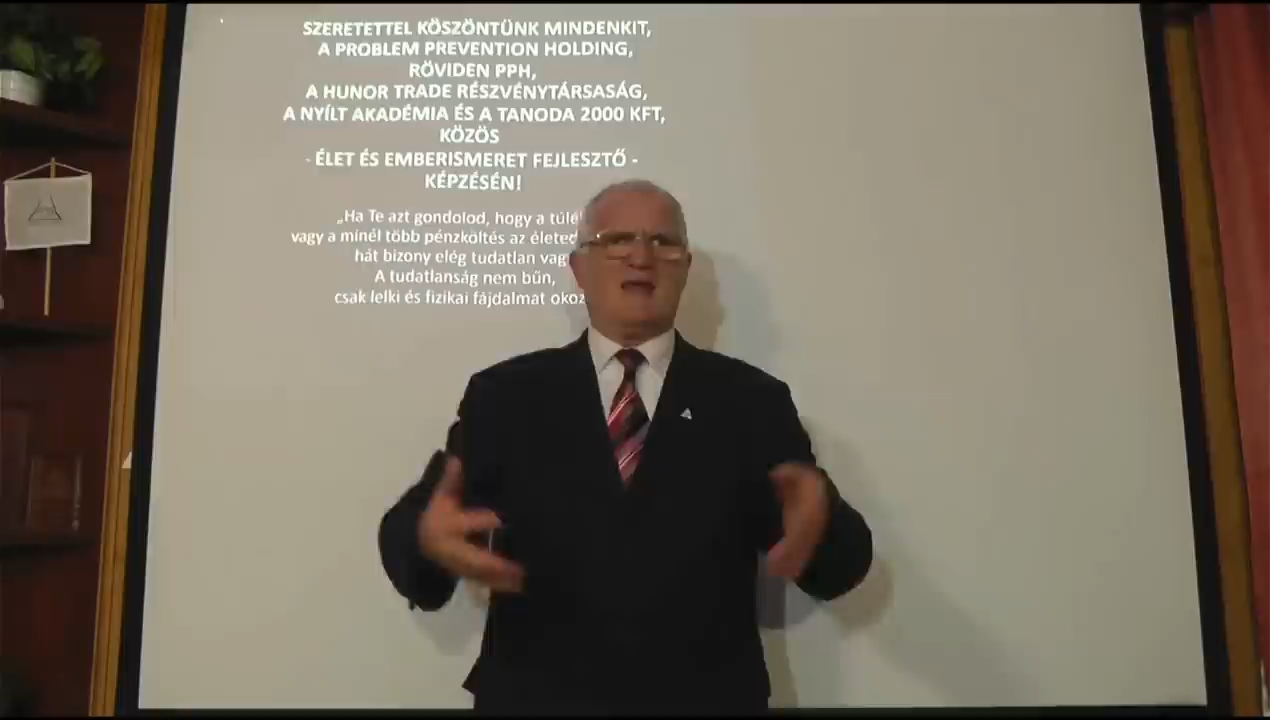 SZERETETTEL KÖSZÖNTÜNK MINDENKIT,
A PROBLEM PREVENTION HOLDING,
RÖVIDEN PPH,
A HUNOR TRADE RÉSZVÉNYTÁRSASÁG,
A NYÍLT AKADÉMIA ÉS A TANODA 2000 KFT,
KÖZÖS
- ÉLET ÉS EMBERISMERET FEJLESZTŐ -
KÉPZÉSÉN!
„Ha Te azt gondolod, hogy a
vagy a minél több pénzköltés az
hát bizony elég tudatlan
A tudatlanság nem bűn,
csak lelki és fizikai fájdalmat